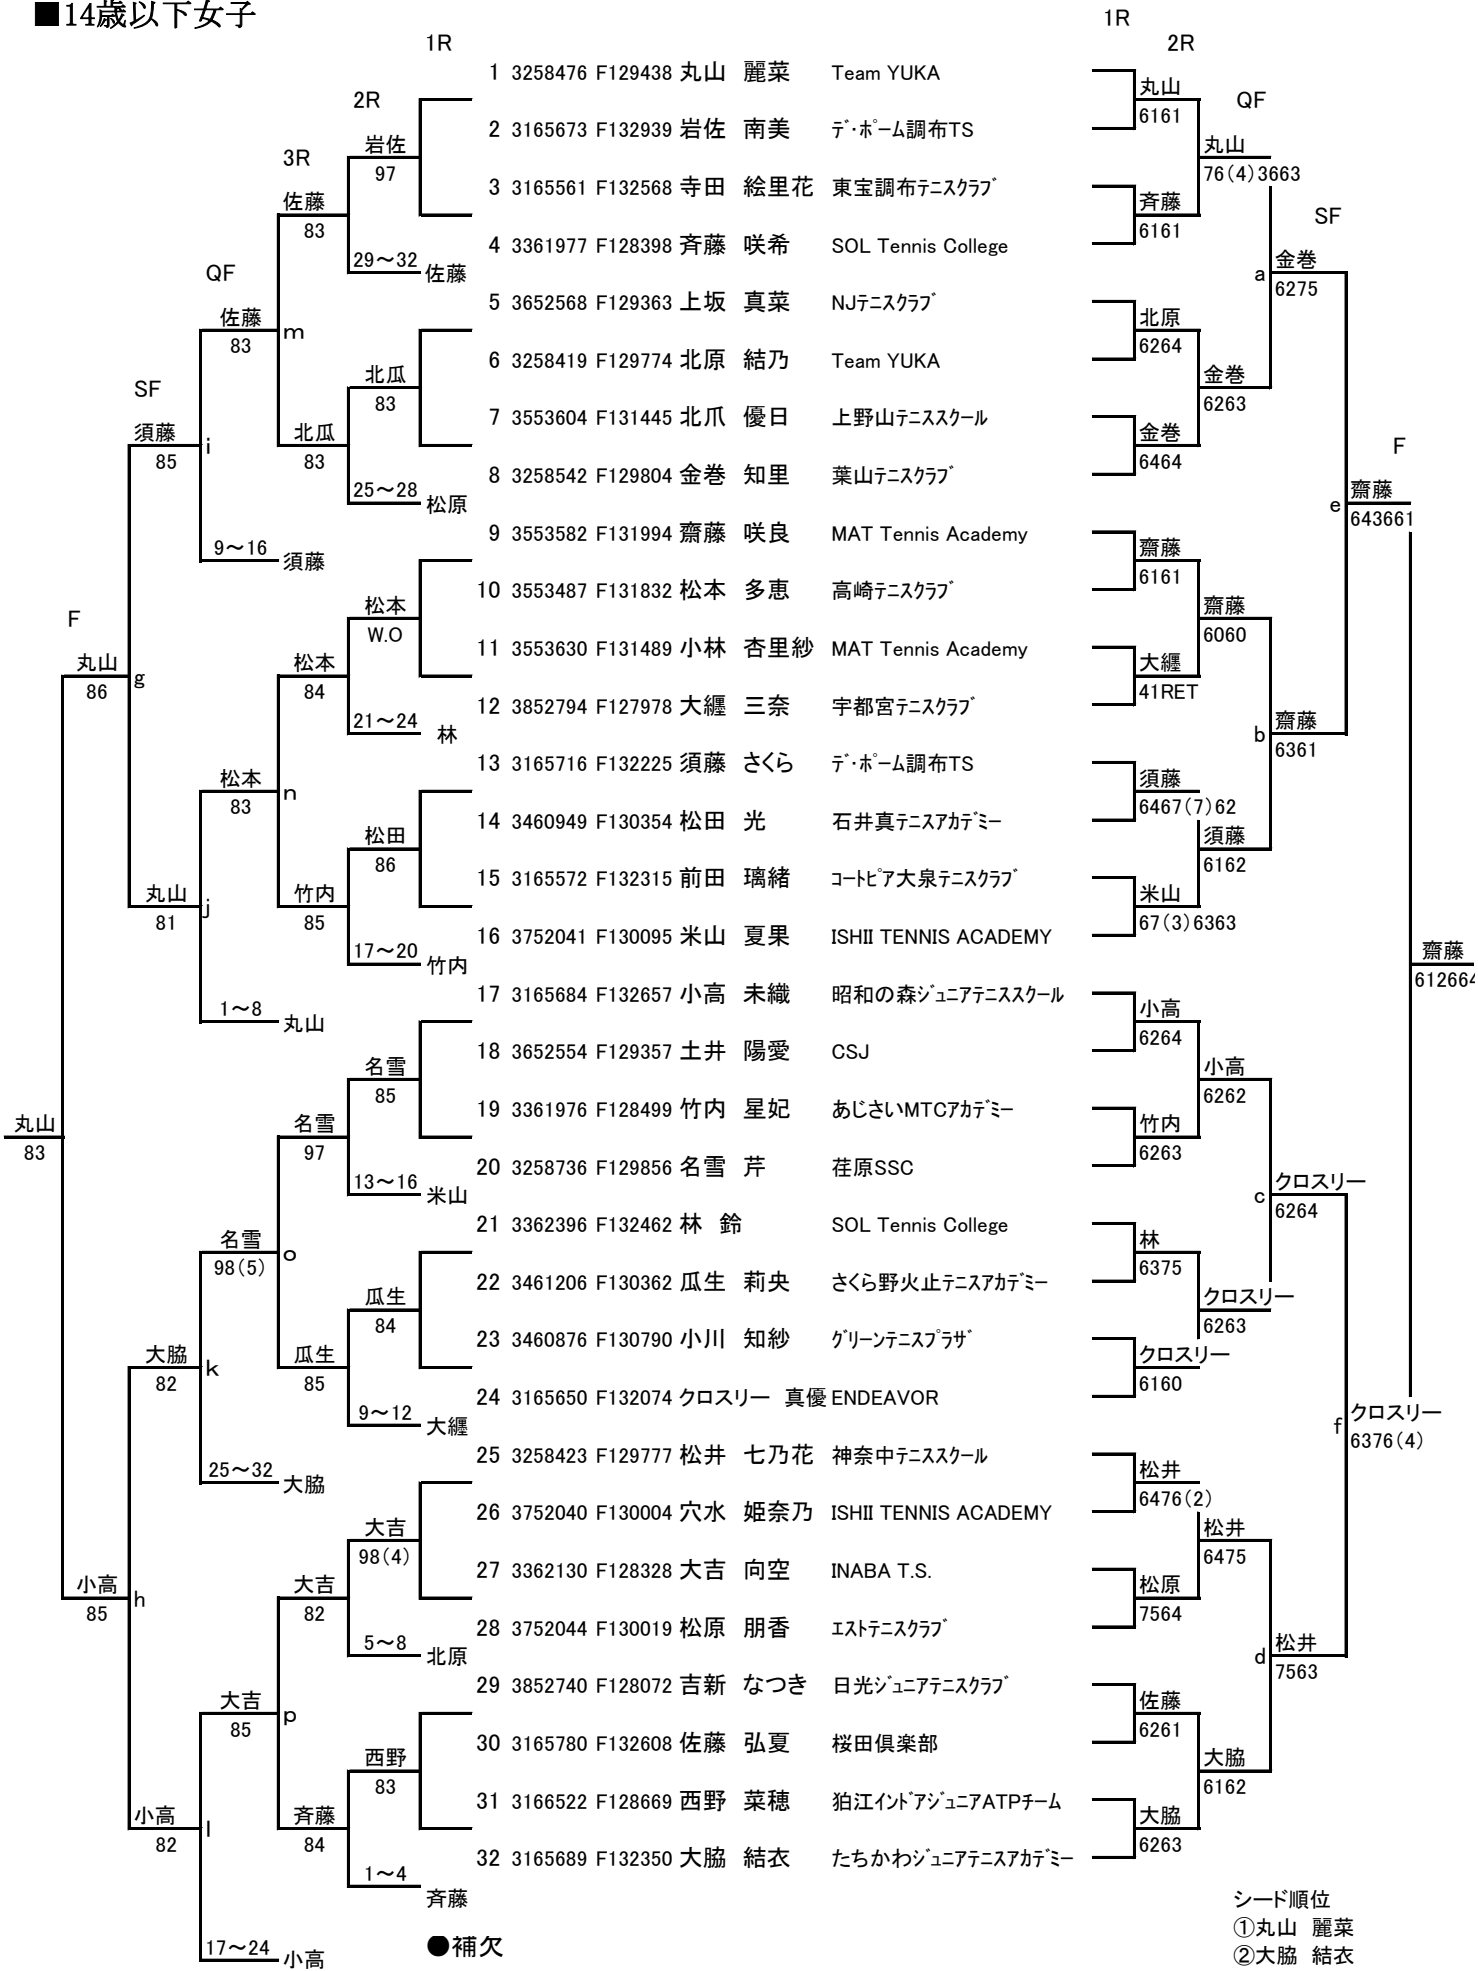 ■14歳以下女子
1R
1R
2R
1 3258476 F129438 丸山 麗菜 Team YUKA
丸山
6161
2R
QF
2 3165673 F132939 岩佐 南美 デ・ポーム調布TS
岩佐
97
丸山
76(4)3663
3R
3 3165561 F132568 寺田 絵里花 東宝調布テニスクラブ
佐藤
83
斉藤
6161
SF
4 3361977 F128398 斉藤 咲希 SOL Tennis College
29～32 佐藤
a 金巻
6275
QF
5 3652568 F129363 上坂 真菜 NJテニスクラブ
佐藤
83
m
北原
6264
6 3258419 F129774 北原 結乃 Team YUKA
北瓜
83
金巻
6263
SF
7 3553604 F131445 北爪 優日 上野山テニススクール
須藤
85
i
北瓜
83
金巻
6464
F
8 3258542 F129804 金巻 知里 葉山テニスクラブ
25～28 松原
e 齋藤
643661
9 3553582 F131994 齋藤 咲良 MAT Tennis Academy
9～16 須藤
齋藤
6161
10 3553487 F131832 松本 多恵 高崎テニスクラブ
松本
W.O
齋藤
6060
F
11 3553630 F131489 小林 杏里紗 MAT Tennis Academy
丸山
86
g
松本
84
大纒
41RET
12 3852794 F127978 大纒 三奈 宇都宮テニスクラブ
21～24 林
b 齋藤
6361
13 3165716 F132225 須藤 さくら デ・ポーム調布TS
松本
83
n
須藤
6467(7)62
14 3460949 F130354 松田 光 石井真テニスアカデミー
松田
86
須藤
6162
15 3165572 F132315 前田 璃緒 コートピア大泉テニスクラブ
丸山
81
j
竹内
85
米山
67(3)6363
16 3752041 F130095 米山 夏果 ISHII TENNIS ACADEMY
17～20 竹内
齋藤
612664
17 3165684 F132657 小高 未織 昭和の森ジュニアテニススクール
1～8 丸山
小高
6264
18 3652554 F129357 土井 陽愛 CSJ
名雪
85
小高
6262
19 3361976 F128499 竹内 星妃 あじさいMTCアカデミー
丸山
83
名雪
97
竹内
6263
20 3258736 F129856 名雪 芹 荏原SSC
13～16 米山
c クロスリー
6264
21 3362396 F132462 林 鈴 SOL Tennis College
名雪
98(5)
o
林
6375
22 3461206 F130362 瓜生 莉央 さくら野火止テニスアカデミー
瓜生
84
クロスリー
6263
23 3460876 F130790 小川 知紗 グリーンテニスプラザ
大脇
82
k
瓜生
85
クロスリー
6160
24 3165650 F132074 クロスリー 真優 ENDEAVOR
9～12 大纒
f クロスリー
6376(4)
25 3258423 F129777 松井 七乃花 神奈中テニススクール
25～32 大脇
松井
6476(2)
26 3752040 F130004 穴水 姫奈乃 ISHII TENNIS ACADEMY
大吉
98(4)
松井
6475
27 3362130 F128328 大吉 向空 INABA T.S.
小高
85
h
大吉
82
松原
7564
28 3752044 F130019 松原 朋香 エストテニスクラブ
5～8 北原
d 松井
7563
29 3852740 F128072 吉新 なつき 日光ジュニアテニスクラブ
大吉
85
p
佐藤
6261
30 3165780 F132608 佐藤 弘夏 桜田倶楽部
西野
83
大脇
6162
31 3166522 F128669 西野 菜穂 狛江インドアジュニアATPチーム
小高
82
l
斉藤
84
大脇
6263
32 3165689 F132350 大脇 結衣 たちかわジュニアテニスアカデミー
1～4 斉藤
シード順位
①丸山 麗菜
17～24 小高
●補欠
②大脇 結衣